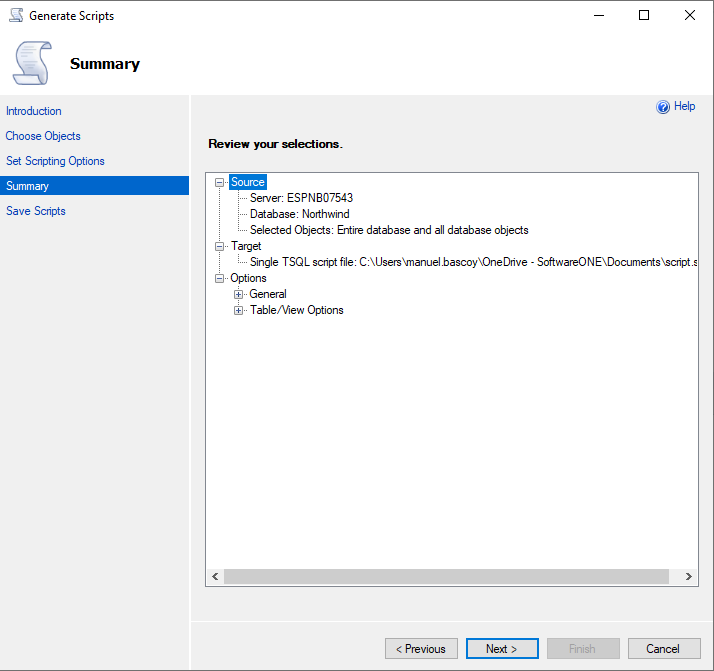 Generate Scripts
Summary
Introduction
Choose Objects
Set Scripting Options
Summary
Save Scripts
Help
Review your selections.
Source
Server: ESPNB07543
Database: Northwind
Selected Objects: Entire database and all database objects
Target
Single TSQL script file: C:\Users\manuel.bascoy\OneDrive - SoftwareONE\Documents\script.s
Options
General
Table/View Options
< Previous
Next >
Finish
Cancel